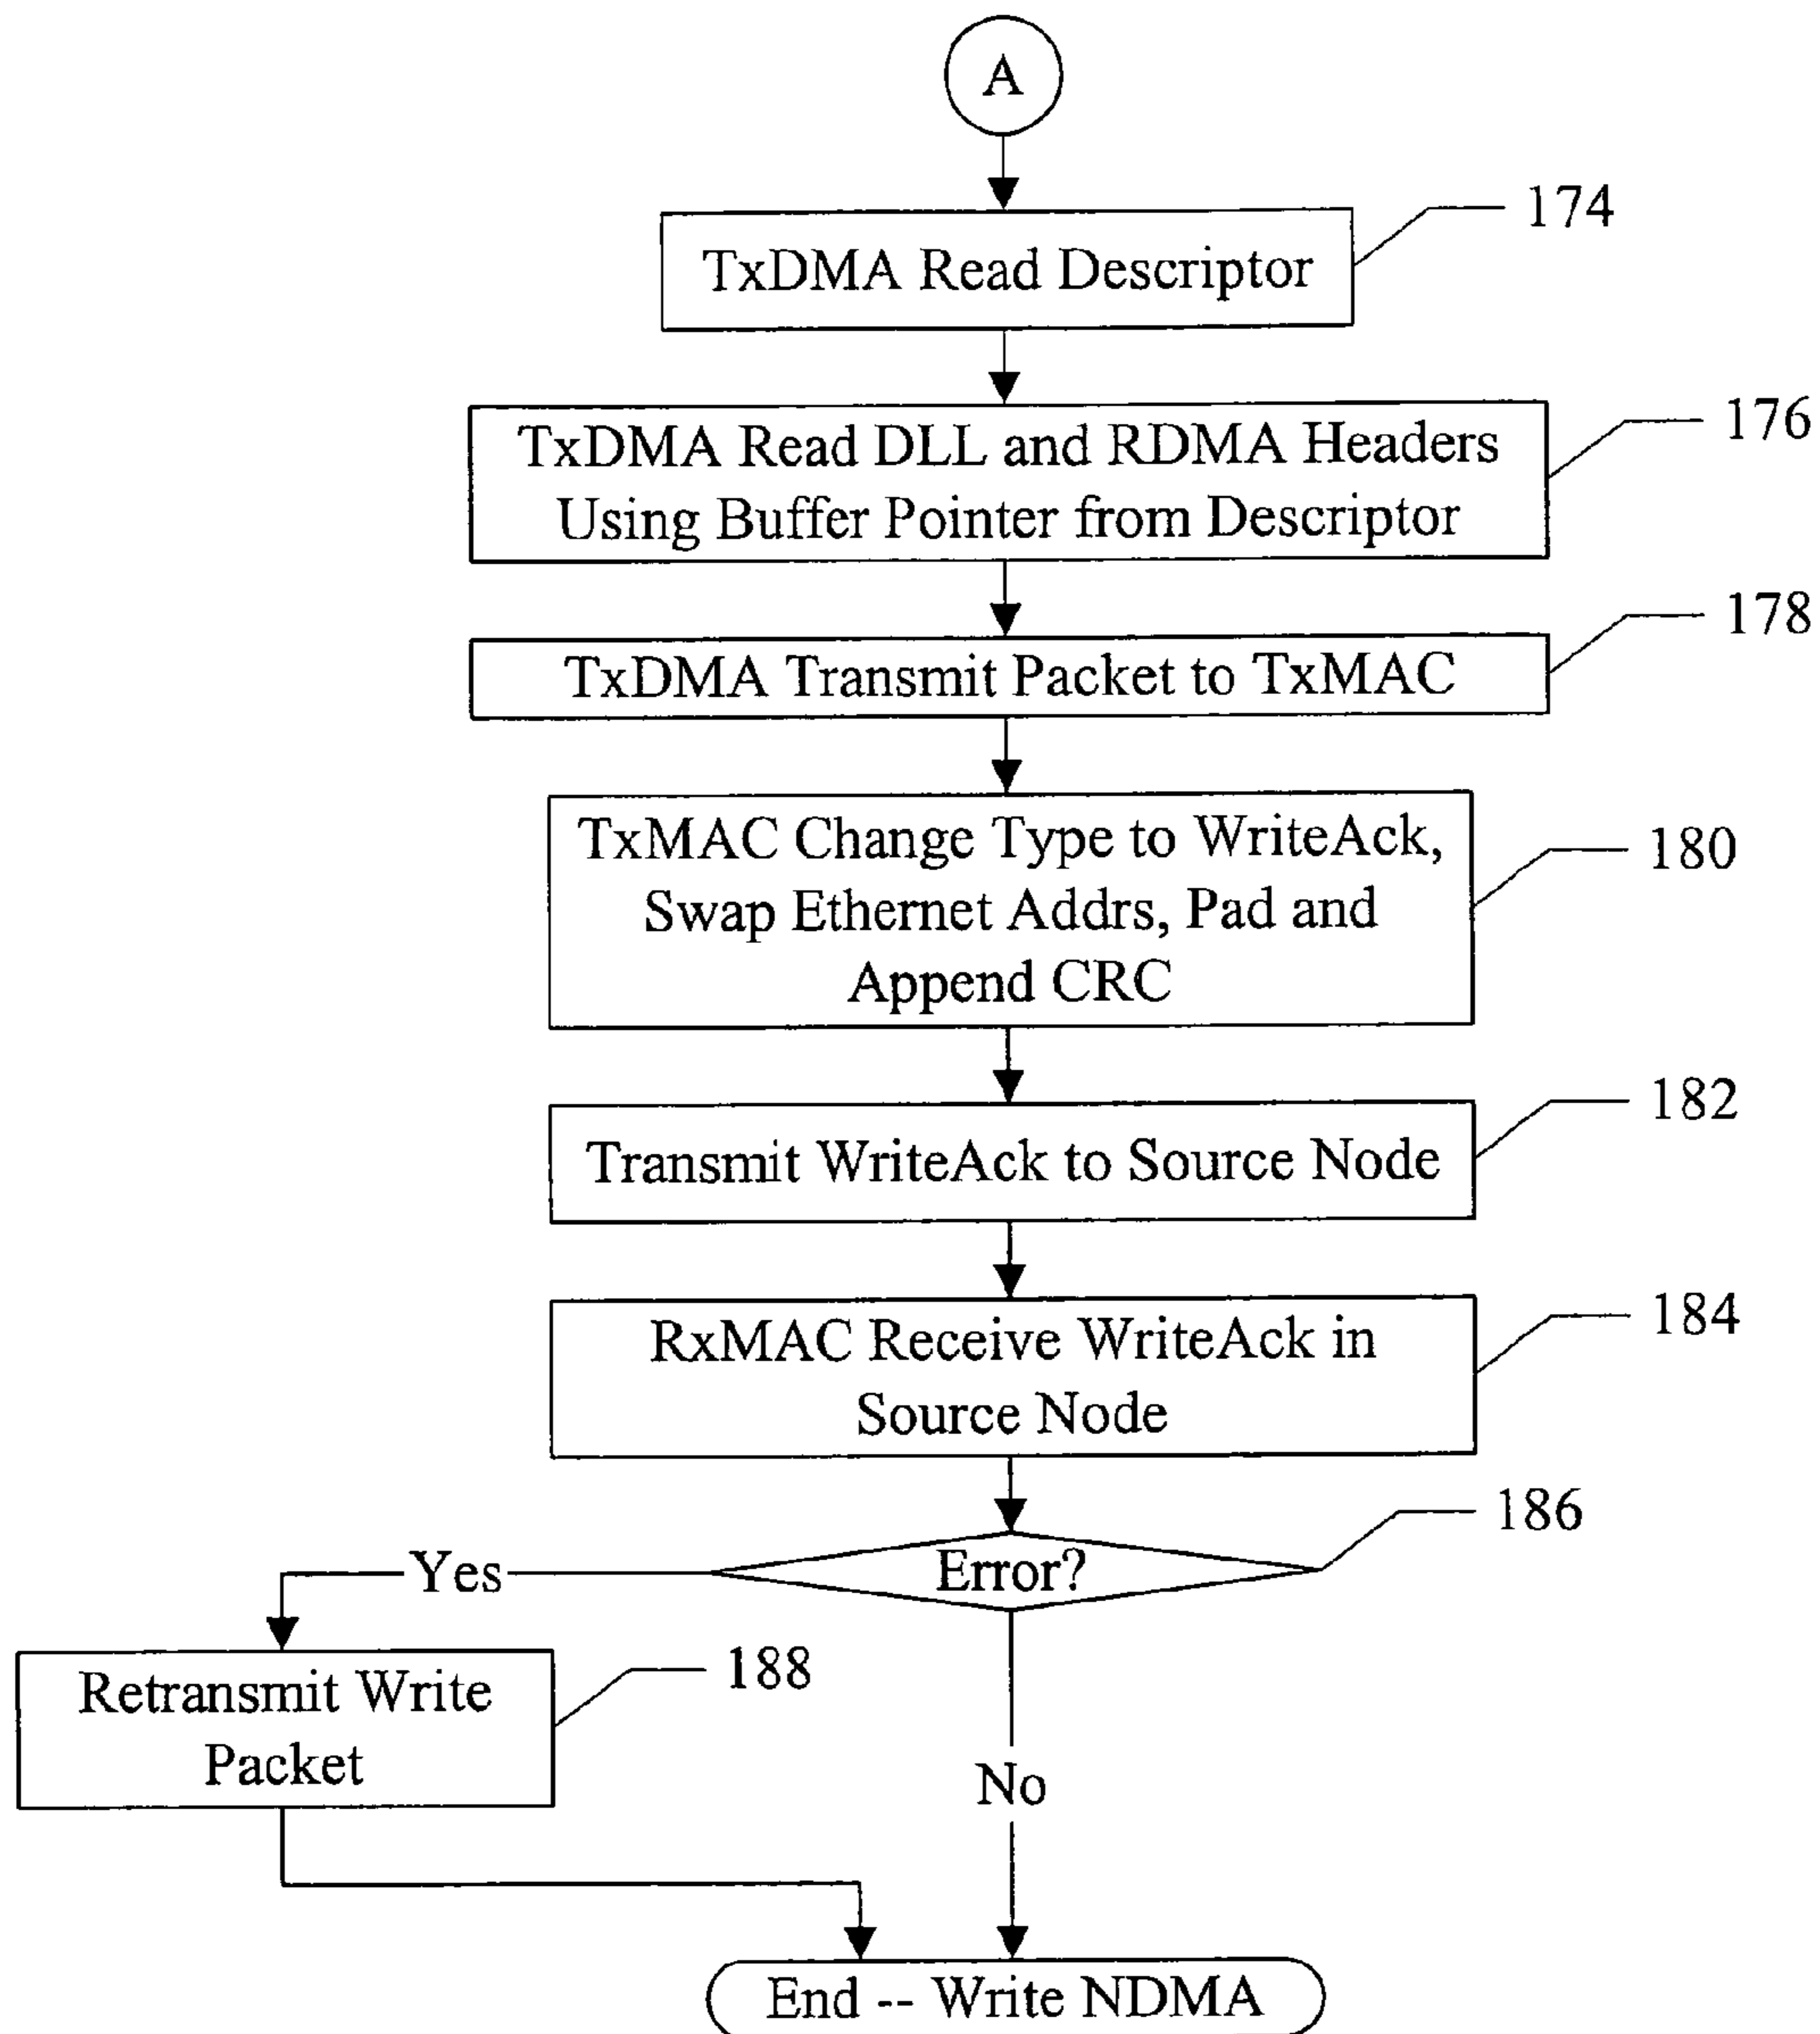 A
TxDMA Read Descriptor
174
TxDMA Read DLL and RDMA Headers
Using Buffer Pointer from Descriptor
176
TxDMA Transmit Packet to TxMAC
178
TxMAC Change Type to WriteAck,
Swap Ethernet Addrs, Pad and
Append CRC
180
Transmit WriteAck to Source Node
182
RxMAC Receive WriteAck in
Source Node
184
Error?
186
Yes
Retransmit Write
Packet
188
No
End -- Write NDMA